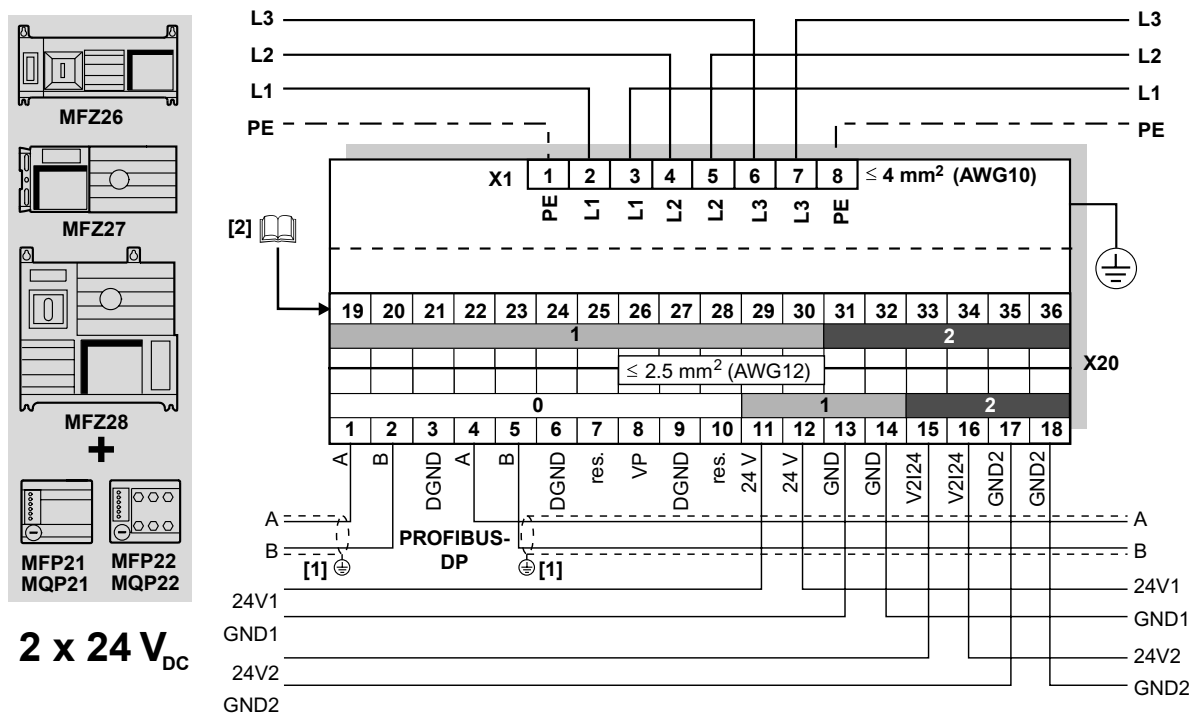 MFZ26
MFZ27
MFZ28
+
MFP21 MFP22
MQP21 MQP22
2 x 24 V DC
L3 L3
L2 L2
L1 L1
PE PE
X1 1 2 3 4 5 6 7 8 ≤ 4 mm² (AWG10)
PE L1 L1 L2 L2 L3 L3 PE
[2]
19 20 21 22 23 24 25 26 27 28 29 30 31 32 33 34 35 36
1 2
≤ 2.5 mm² (AWG12)
X20
0 1 2
1 2 3 4 5 6 7 8 9 10 11 12 13 14 15 16 17 18
A B DGND A B DGND res. VP DGND res. 24 V 24 V GND GND V2I24 V2I24 GND2 GND2
A A
B B
PROFIBUS-
DP
[1] [1]
24V1 24V1
GND1 GND1
24V2 24V2
GND2 GND2